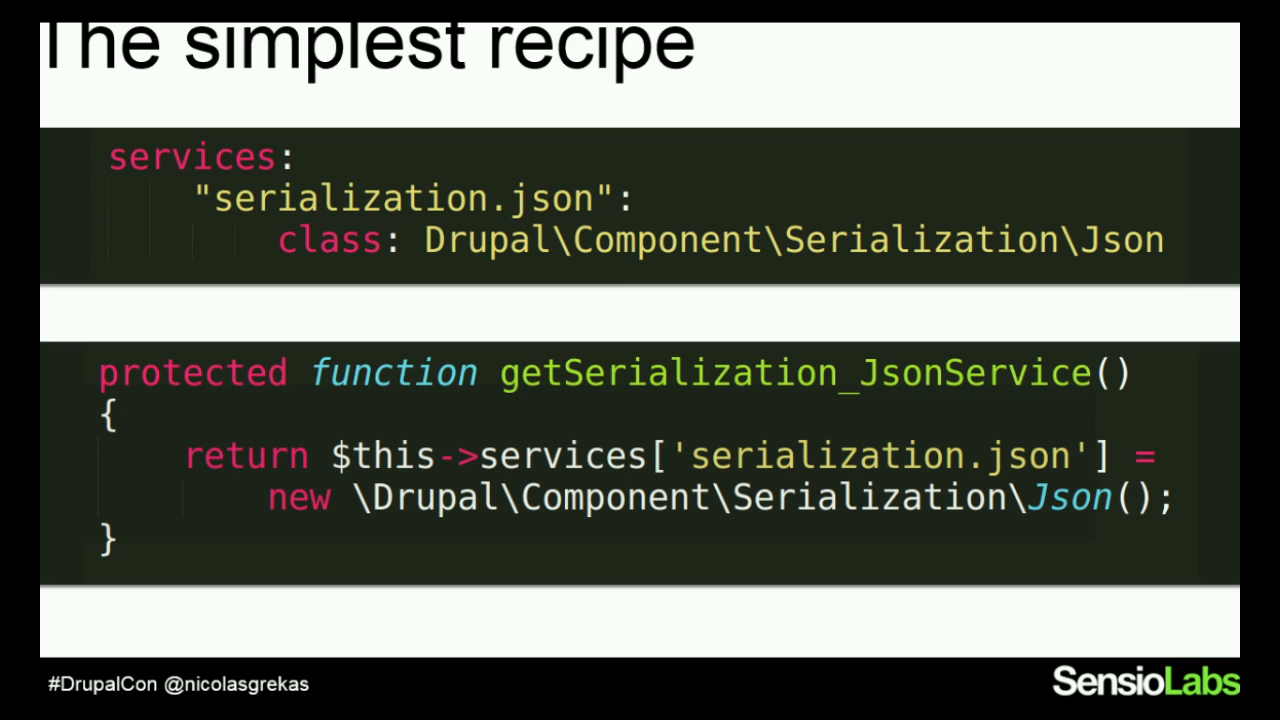 The simplest recipe
services:
"serialization.json":
class: Drupal\Component\Serialization\Json
protected function getSerialization_JsonService()
{
return $this->services['serialization.json'] =
new \Drupal\Component\Serialization\Json();
}
#DrupalCon @nicolasgrekas
SensioLabs